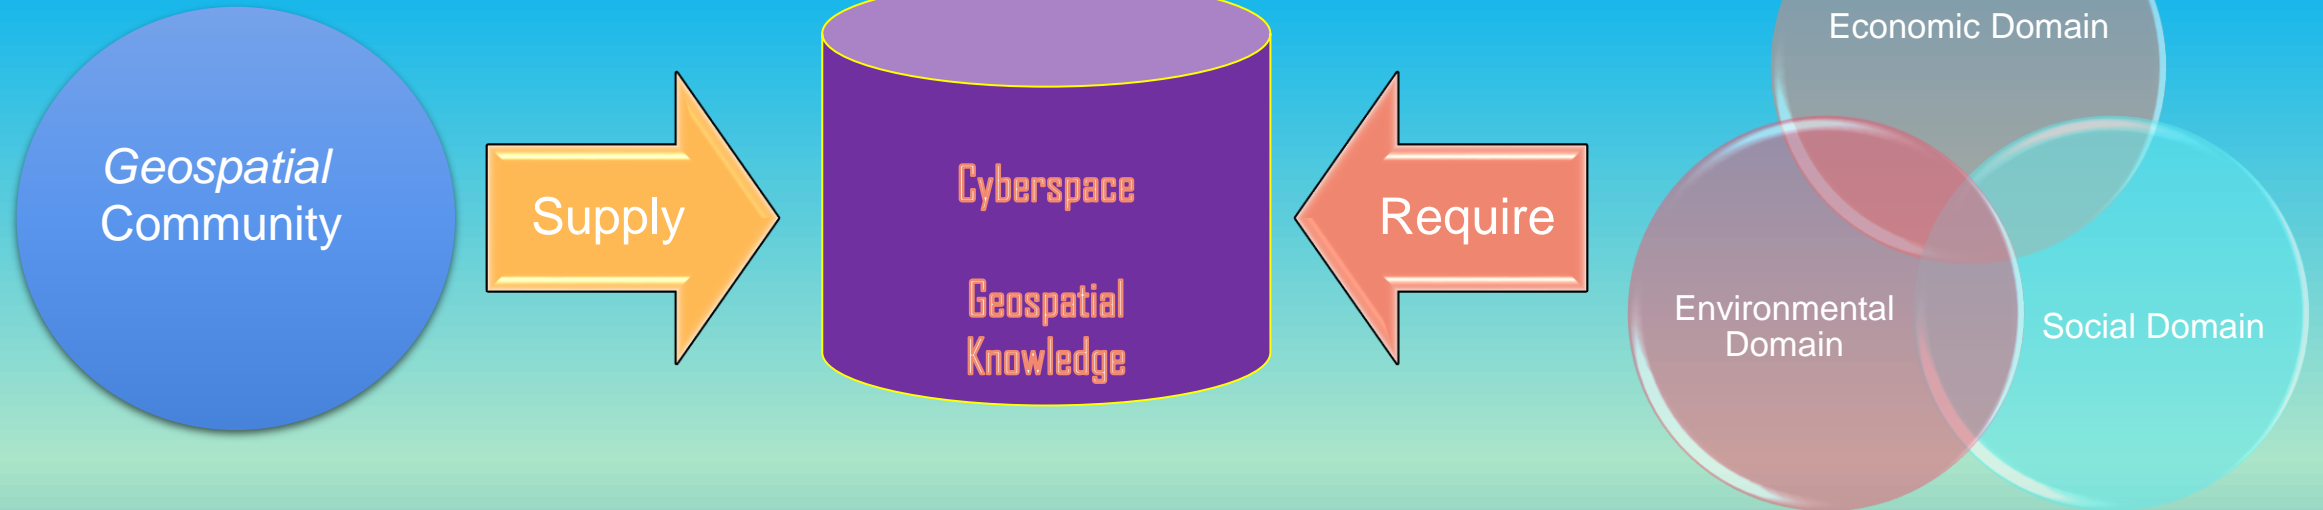 Geospatial
Community
Supply
Cyberspace
Geospatial
Knowledge
Require
Economic Domain
Environmental
Domain
Social Domain